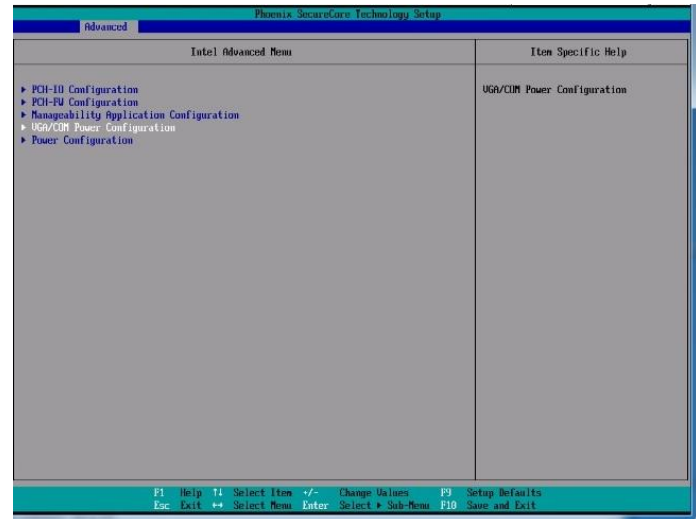 Phoenix SecureCore Technology Setup
Advanced
Intel Advanced Menu
Item Specific Help
▶ PCH-IO Configuration
▶ PCH-FW Configuration
▶ Manageability Application Configuration
▶ VGA/COM Power Configuration
▶ Power Configuration
VGA/COM Power Configuration
F1 Help ↑↓ Select Item +/- Change Values F9 Setup Defaults
Esc Exit ↔ Select Menu Enter Select ▶ Sub-Menu F10 Save and Exit